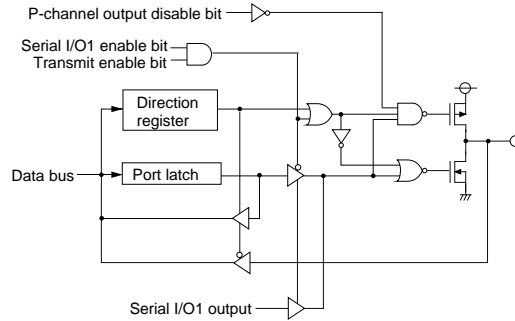 P-channel output disable bit
Serial I/O1 enable bit
Transmit enable bit
Direction
register
Data bus
Port latch
Serial I/O1 output